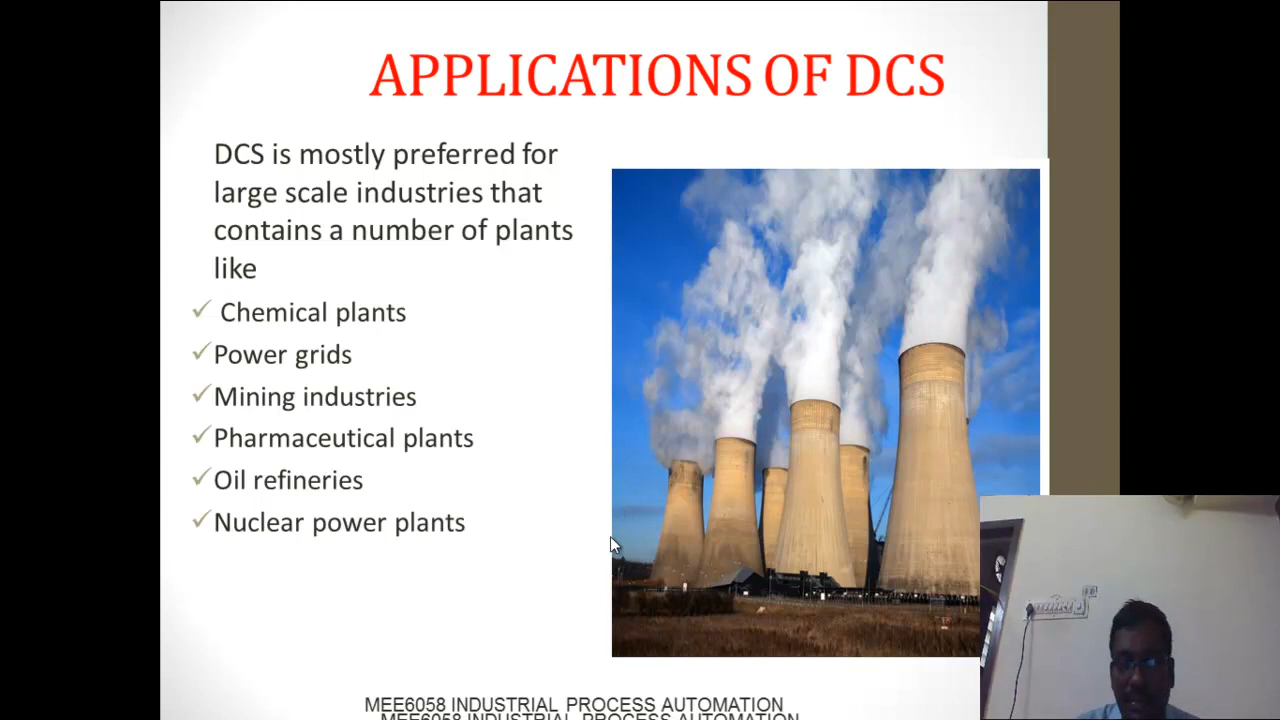 APPLICATIONS OF DCS
DCS is mostly preferred for
large scale industries that
contains a number of plants
like
Chemical plants
Power grids
Mining industries
Pharmaceutical plants
Oil refineries
Nuclear power plants
MEE6058 INDUSTRIAL PROCESS AUTOMATION
MEE6058 INDUSTRIAL PROCESS AUTOMATION